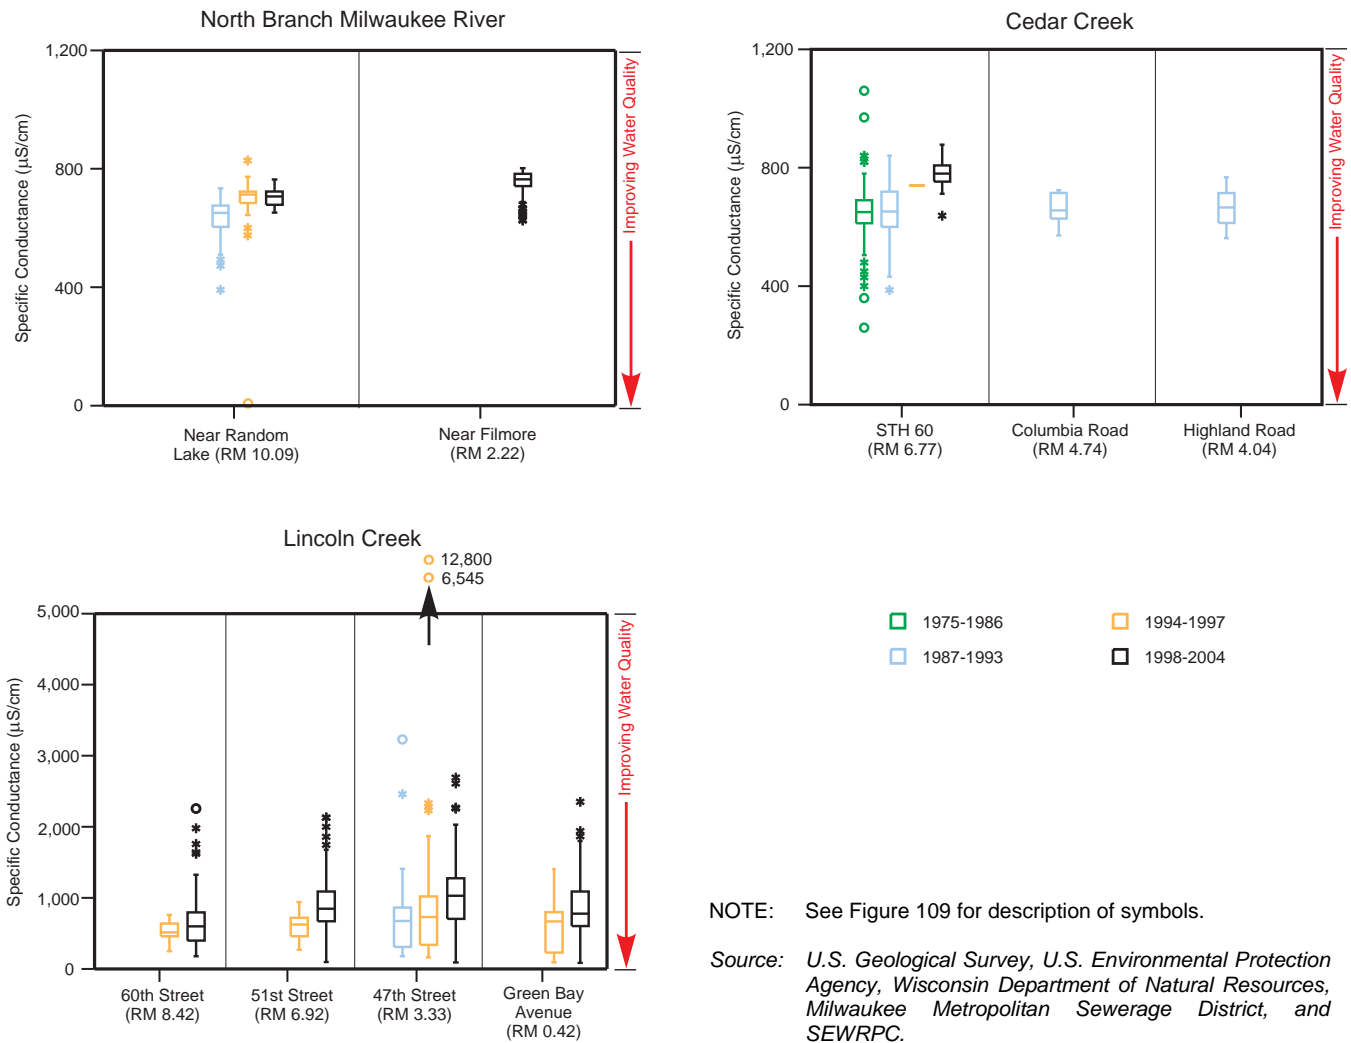 North Branch Milwaukee River
1,200
800
400
0
Specific Conductance (µS/cm)
Improving Water Quality
Near Random
Lake (RM 10.09)
Near Filmore
(RM 2.22)
Cedar Creek
1,200
800
400
0
Specific Conductance (µS/cm)
Improving Water Quality
STH 60
(RM 6.77)
Columbia Road
(RM 4.74)
Highland Road
(RM 4.04)
Lincoln Creek
12,800
6,545
5,000
4,000
3,000
2,000
1,000
0
Specific Conductance (µS/cm)
Improving Water Quality
60th Street
(RM 8.42)
51st Street
(RM 6.92)
47th Street
(RM 3.33)
Green Bay
Avenue
(RM 0.42)
1975-1986
1994-1997
1987-1993
1998-2004
NOTE: See Figure 109 for description of symbols.
Source: U.S. Geological Survey, U.S. Environmental Protection
Agency, Wisconsin Department of Natural Resources,
Milwaukee Metropolitan Sewerage District, and
SEWRPC.